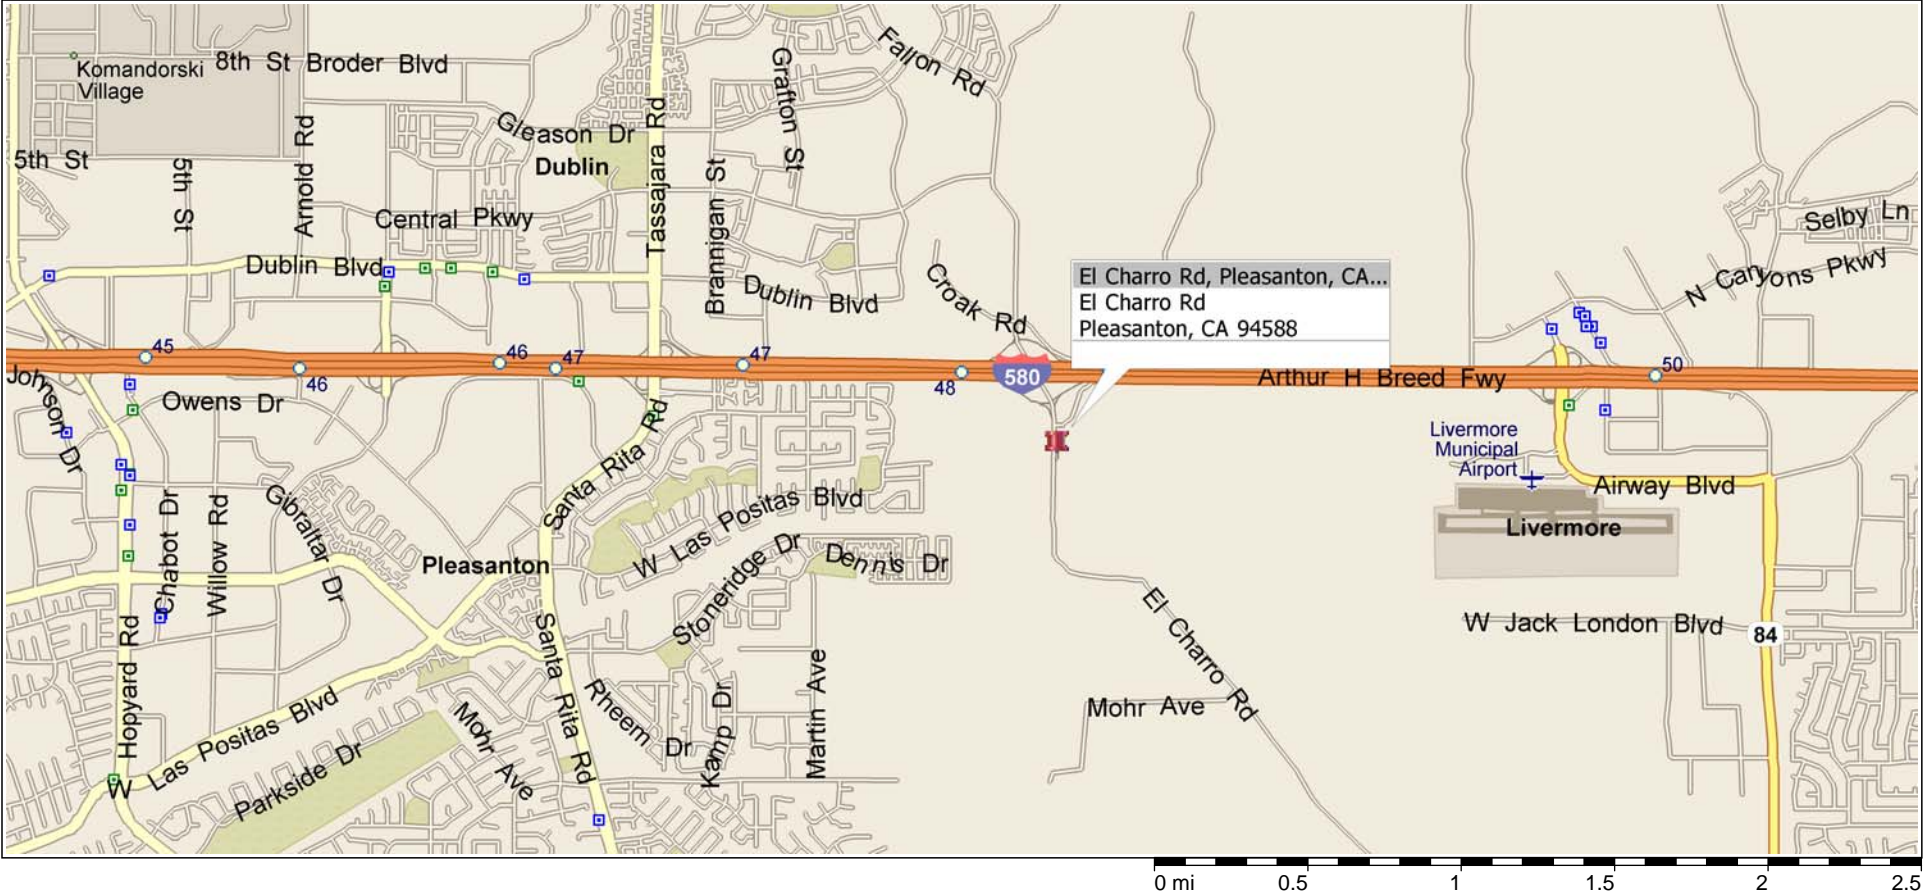 Komandorski
Village
8th St Broder Blvd
Fallon Rd
Grafton St
Gleason Dr
Dublin
Tassajara Rd
Arnold Rd
5th St
5th St
Brannigan St
Central Pkwy
Selby Ln
N Canyons Pkwy
Dublin Blvd
Dublin Blvd
Croak Rd
El Charro Rd, Pleasanton, CA...
El Charro Rd
Pleasanton, CA 94588
45
46
46
47
47
48
580
Arthur H Breed Fwy
50
Johnson Dr
Owens Dr
Santa Rita Rd
Livermore
Municipal
Airport
Airway Blvd
Livermore
Chabot Dr
Willow Rd
Gibraltar Dr
Pleasanton
W Las Positas Blvd
Stoneridge Dr
Dennis Dr
El Charro Rd
W Jack London Blvd
84
Hopyard Rd
Santa Rita Rd
Rheem Dr
Kamp Dr
Martin Ave
Mohr Ave
Mohr Ave
W Las Positas Blvd
Parkside Dr
0 mi 0.5 1 1.5 2 2.5